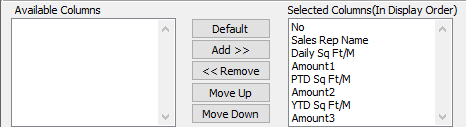 Available Columns
Default
Add >>
<< Remove
Move Up
Move Down
Selected Columns(In Display Order)
No
Sales Rep Name
Daily Sq Ft/M
Amount1
PTD Sq Ft/M
Amount2
YTD Sq Ft/M
Amount3